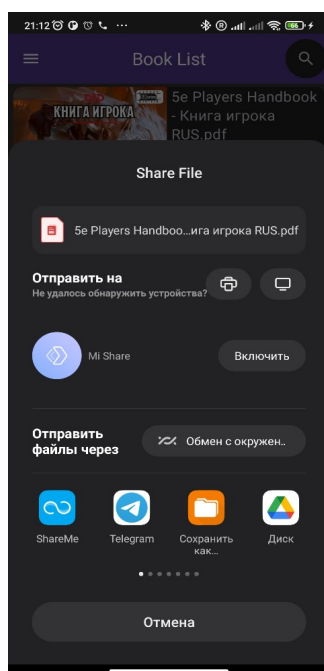 21:12
66
Book List
КНИГА ИГРОКА
5e Players Handbook
- Книга игрока
RUS.pdf
Share File
5e Players Handboo...ига игрока RUS.pdf
Отправить на
Не удалось обнаружить устройства?
Mi Share
Включить
Отправить
файлы через
Обмен с окружен..
ShareMe
Telegram
Сохранить
как...
Диск
Отмена